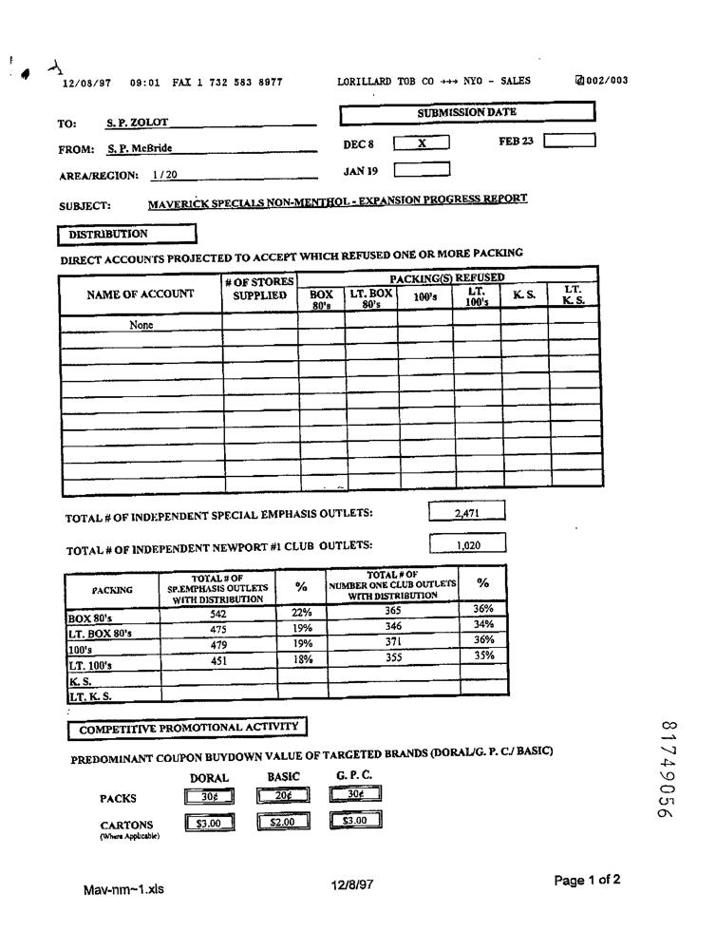 12/08/97 09:01 FAX 1 732 583 8977 LORILLARD TOB CO →→→ NYO - SALES 002/003
SUBMISSION DATE
TO: S. P. ZOLOT
DEC 8 X FEB 23
FROM: S. P. McBride
JAN 19
AREA/REGION: 1 / 20
SUBJECT: MAVERICK SPECIALS NON-MENTHOL - EXPANSION PROGRESS REPORT
DISTRIBUTION
DIRECT ACCOUNTS PROJECTED TO ACCEPT WHICH REFUSED ONE OR MORE PACKING
NAME OF ACCOUNT # OF STORES SUPPLIED PACKING(S) REFUSED
BOX 80's LT. BOX 80's 100's LT. 100's K. S. LT. K. S.
None
TOTAL # OF INDEPENDENT SPECIAL EMPHASIS OUTLETS: 2,471
TOTAL # OF INDEPENDENT NEWPORT #1 CLUB OUTLETS: 1,020
PACKING TOTAL # OF SP.EMPHASIS OUTLETS WITH DISTRIBUTION % TOTAL # OF NUMBER ONE CLUB OUTLETS WITH DISTRIBUTION %
BOX 80's 542 22% 365 36%
LT. BOX 80's 475 19% 346 34%
100's 479 19% 371 36%
LT. 100's 451 18% 355 35%
K. S.
LT. K. S.
COMPETITIVE PROMOTIONAL ACTIVITY
PREDOMINANT COUPON BUYDOWN VALUE OF TARGETED BRANDS (DORAL/G. P. C./ BASIC)
DORAL BASIC G. P. C.
PACKS 30¢ 20¢ 30¢
CARTONS $3.00 $2.00 $3.00
(Where Applicable)
81749056
Mav-nm~1.xls 12/8/97 Page 1 of 2